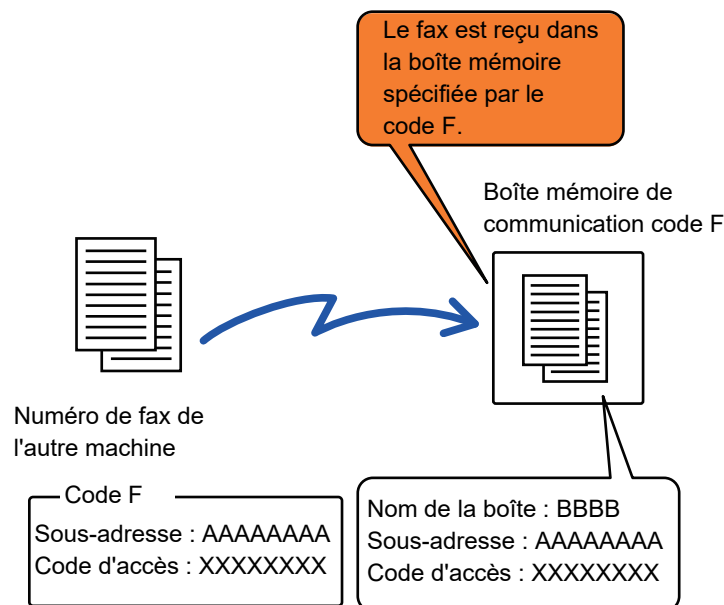 Le fax est reçu dans
la boîte mémoire
spécifiée par le
code F.
Boîte mémoire de
communication code F
Numéro de fax de
l'autre machine
Code F
Sous-adresse : AAAAAAAA
Code d'accès : XXXXXXXX
Nom de la boîte : BBBB
Sous-adresse : AAAAAAAA
Code d'accès : XXXXXXXX